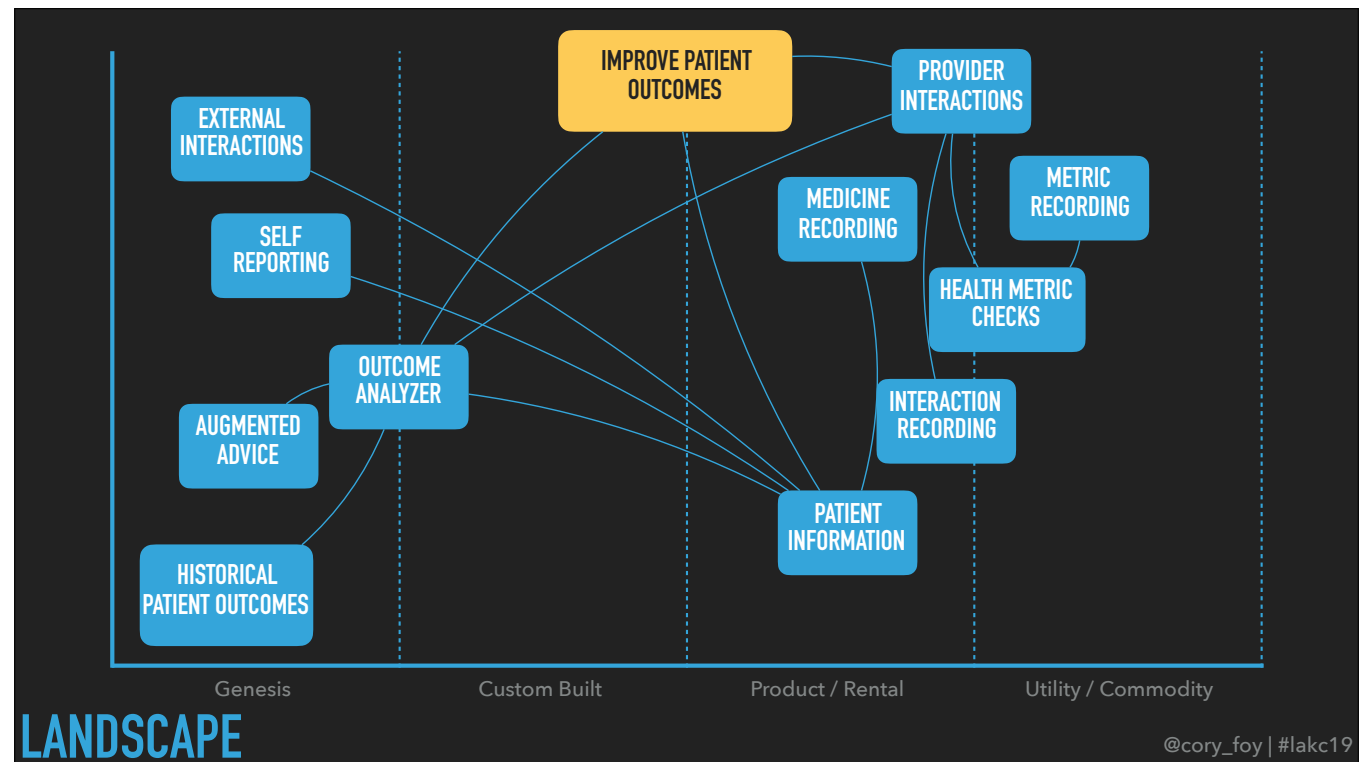 IMPROVE PATIENT
OUTCOMES
PROVIDER
INTERACTIONS
EXTERNAL
INTERACTIONS
METRIC
RECORDING
MEDICINE
RECORDING
SELF
REPORTING
HEALTH METRIC
CHECKS
OUTCOME
ANALYZER
INTERACTION
RECORDING
AUGMENTED
ADVICE
PATIENT
INFORMATION
HISTORICAL
PATIENT OUTCOMES
Genesis
Custom Built
Product / Rental
Utility / Commodity
LANDSCAPE
@cory_foy | #lakc19